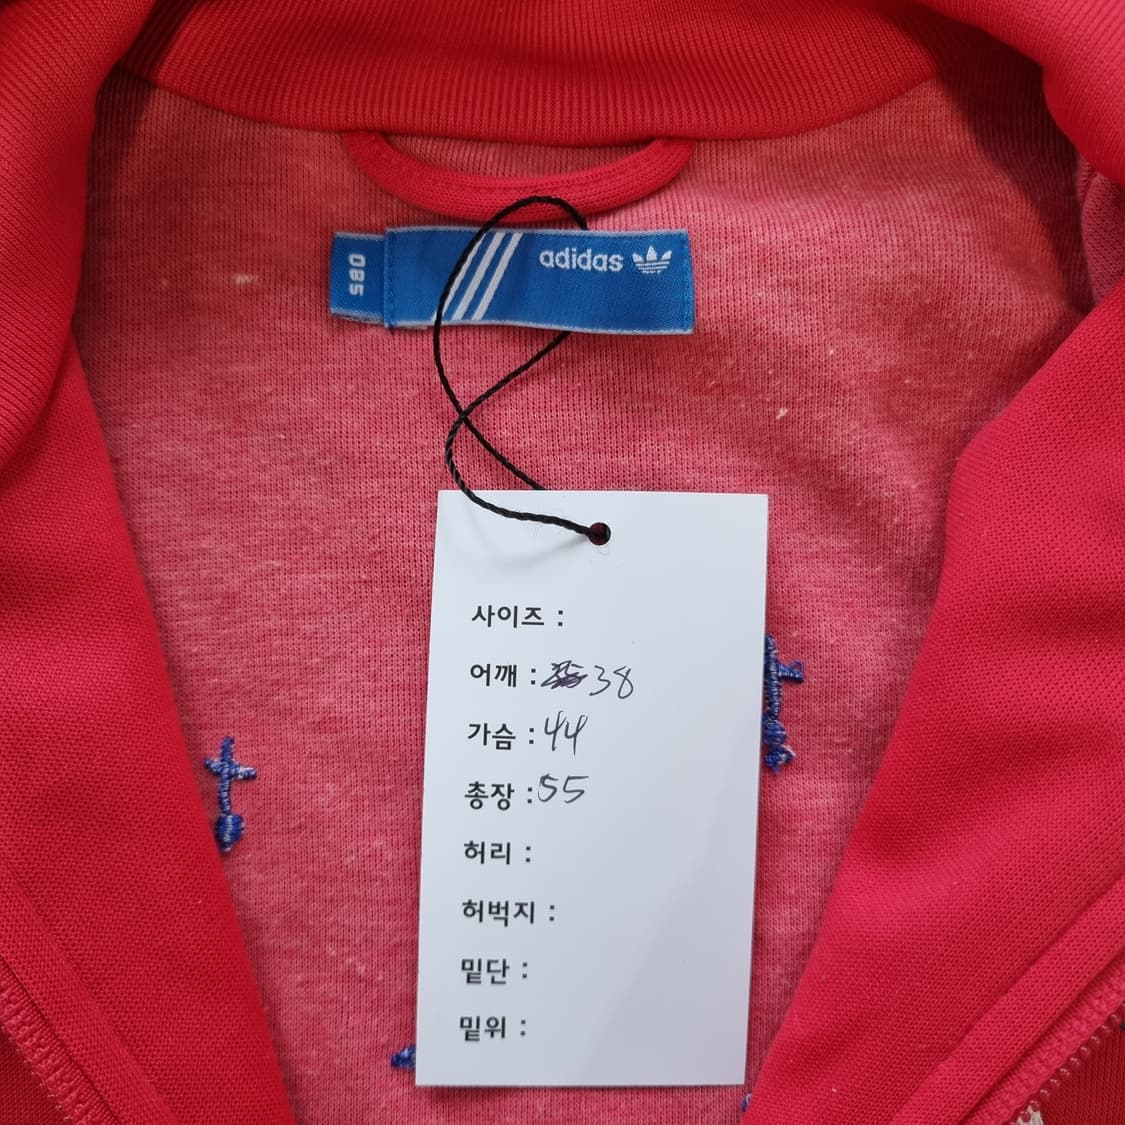 adidas
085
사이즈 :
어깨 : 38
가슴 : 44
총장 : 55
허리 :
허벅지 :
밑단 :
밑위 :